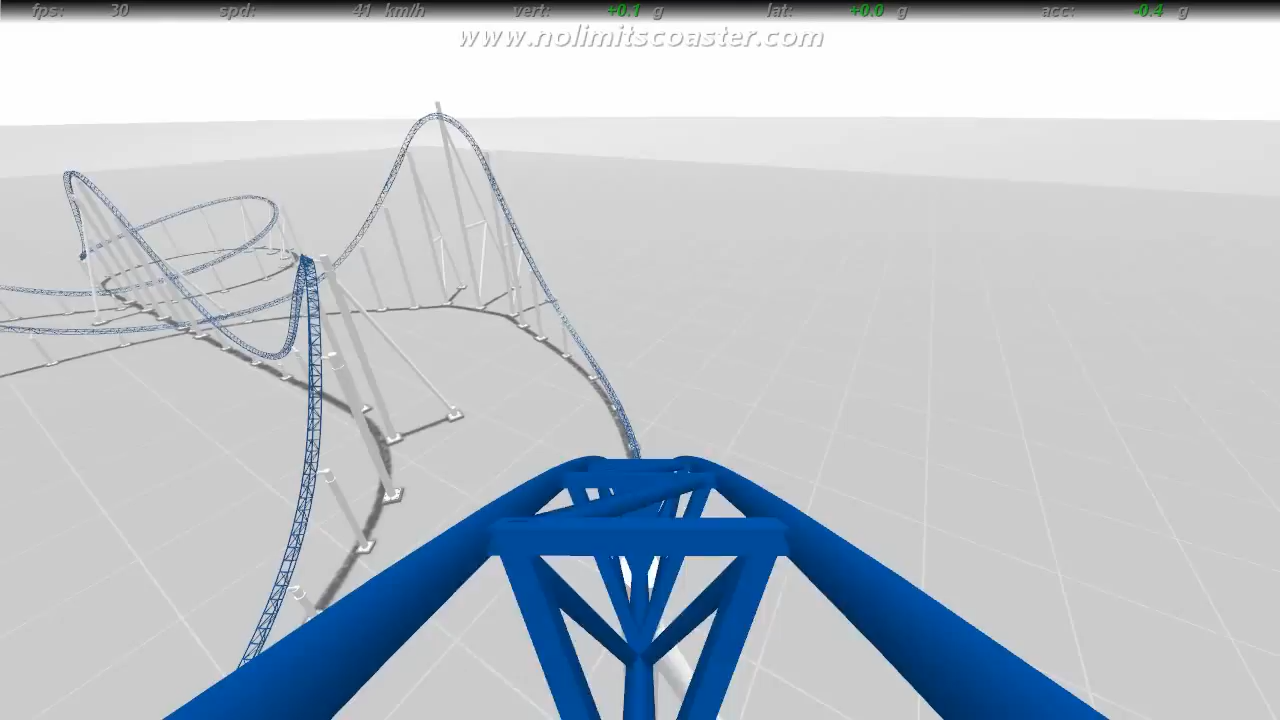 fps: 30 spd: 41 km/h vert: +0.1 g lat: +0.0 g acc: -0.4 g
www.nolimitscoaster.com